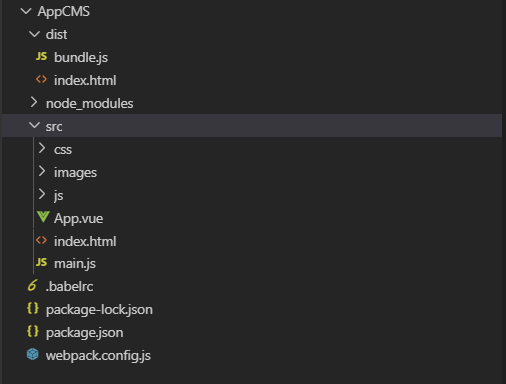 AppCMS
dist
JS bundle.js
<> index.html
node_modules
src
css
images
js
App.vue
<> index.html
JS main.js
.babelrc
{} package-lock.json
{} package.json
webpack.config.js